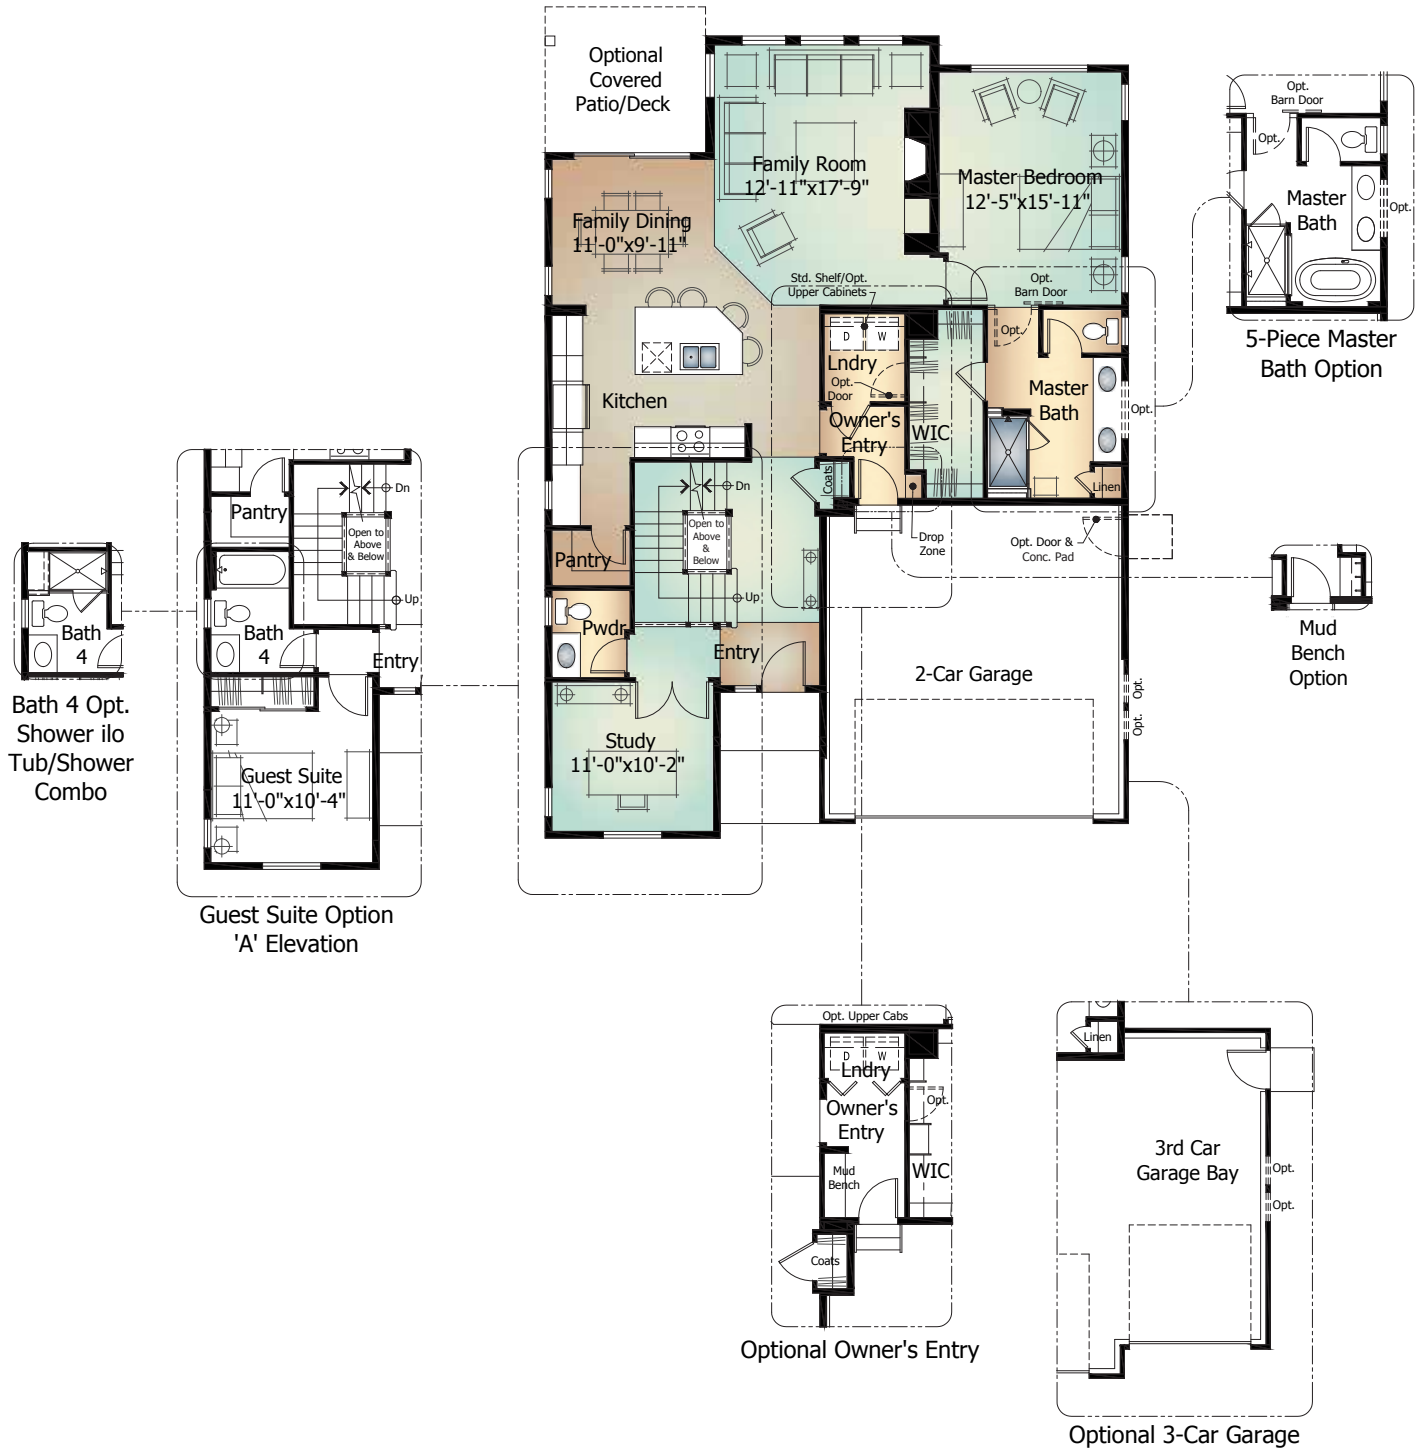 Optional
Covered
Patio/Deck
Family Room
12'-11"x17'-9"
Master Bedroom
12'-5"x15'-11"
Family Dining
11'-0"x9'-11"
Std. Shelf/Opt.
Upper Cabinets
Opt.
Barn Door
Opt.
D
W
Lndry
Opt.
Door
Kitchen
Owner's
Entry
WIC
Master
Bath
Opt.
Linen
Coats
Dn
Open to
Above
&
Below
Up
Drop
Zone
Opt. Door &
Conc. Pad
Pantry
Pwdr
Entry
2-Car Garage
Opt.
Opt.
Study
11'-0"x10'-2"
Opt.
Barn Door
Opt.
Master
Bath
Opt.
5-Piece Master
Bath Option
Mud
Bench
Option
Dn
Pantry
Open to
Above
& Below
Up
Bath
4
Entry
Guest Suite
11'-0"x10'-4"
Guest Suite Option
'A' Elevation
Bath
4
Bath 4 Opt.
Shower ilo
Tub/Shower
Combo
Opt. Upper Cabs
D
W
Lndry
Owner's
Entry
Opt.
Mud
Bench
WIC
Coats
Optional Owner's Entry
Linen
3rd Car
Garage Bay
Opt.
Opt.
Optional 3-Car Garage